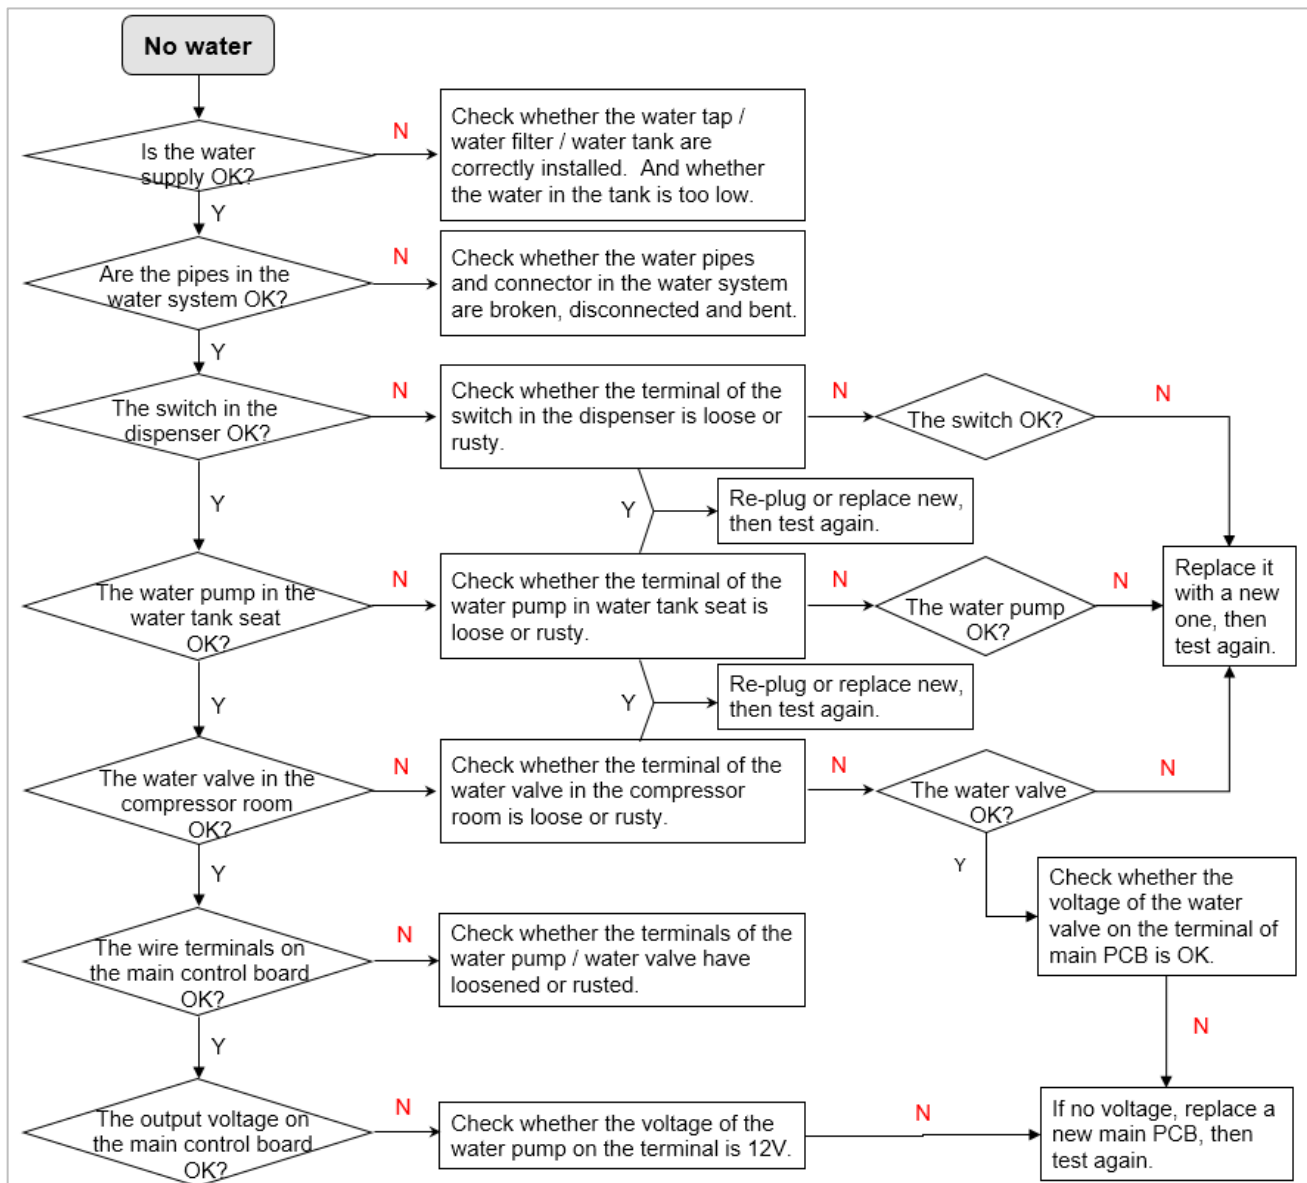 No water
Is the water
supply OK?
N
Check whether the water tap /
water filter / water tank are
correctly installed.  And whether
the water in the tank is too low.
Y
Are the pipes in the
water system OK?
N
Check whether the water pipes
and connector in the water system
are broken, disconnected and bent.
Y
The switch in the
dispenser OK?
N
Check whether the terminal of the
switch in the dispenser is loose or
rusty.
N
The switch OK?
N
Y
Y
Re-plug or replace new,
then test again.
The water pump in the
water tank seat
OK?
N
Check whether the terminal of the
water pump in water tank seat is
loose or rusty.
N
The water pump
OK?
N
Replace it
with a new
one, then
test again.
Y
Y
Re-plug or replace new,
then test again.
The water valve in the
compressor room
OK?
N
Check whether the terminal of the
water valve in the compressor
room is loose or rusty.
N
The water valve
OK?
N
Y
Y
Check whether the
voltage of the water
valve on the terminal of
main PCB is OK.
The wire terminals on
the main control board
OK?
N
Check whether the terminals of the
water pump / water valve have
loosened or rusted.
N
Y
The output voltage on
the main control board
OK?
N
Check whether the voltage of the
water pump on the terminal is 12V.
N
If no voltage, replace a
new main PCB, then
test again.